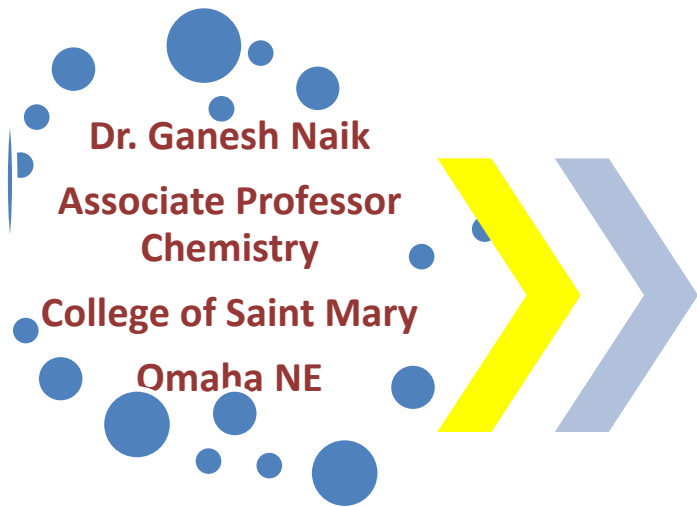 Dr. Ganesh Naik
Associate Professor
Chemistry
College of Saint Mary
Omaha NE